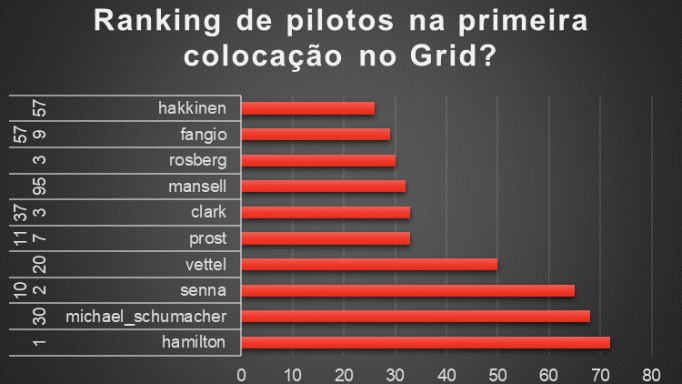 Ranking de pilotos na primeira
colocação no Grid?
57 hakkinen
57
9 fangio
3 rosberg
95 mansell
37
3 clark
11
7 prost
20 vettel
10
2 senna
30 michael_schumacher
1 hamilton
0 10 20 30 40 50 60 70 80